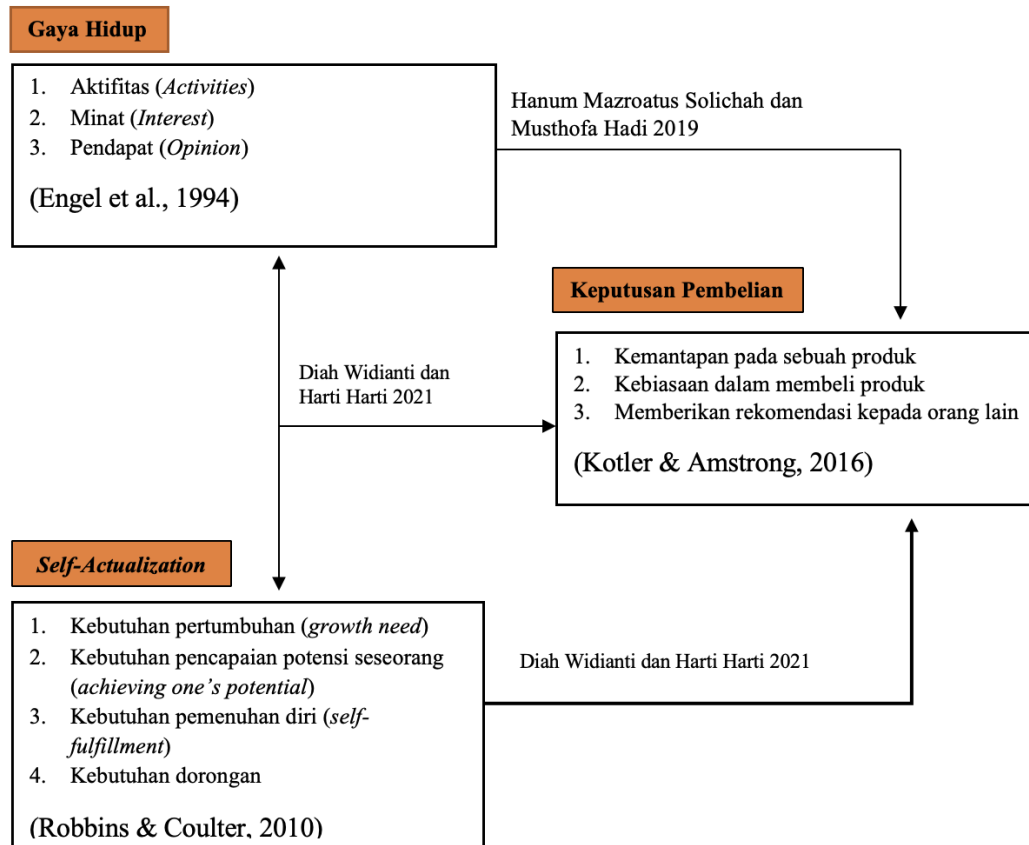 Gaya Hidup
1. Aktifitas (Activities)
2. Minat (Interest)
3. Pendapat (Opinion)
(Engel et al., 1994)
Hanum Mazroatus Solichah dan
Musthofa Hadi 2019
Keputusan Pembelian
1. Kemantapan pada sebuah produk
2. Kebiasaan dalam membeli produk
3. Memberikan rekomendasi kepada orang lain
(Kotler & Amstrong, 2016)
Diah Widianti dan
Harti Harti 2021
Self-Actualization
1. Kebutuhan pertumbuhan (growth need)
2. Kebutuhan pencapaian potensi seseorang
(achieving one’s potential)
3. Kebutuhan pemenuhan diri (self-
fulfillment)
4. Kebutuhan dorongan
(Robbins & Coulter, 2010)
Diah Widianti dan Harti Harti 2021